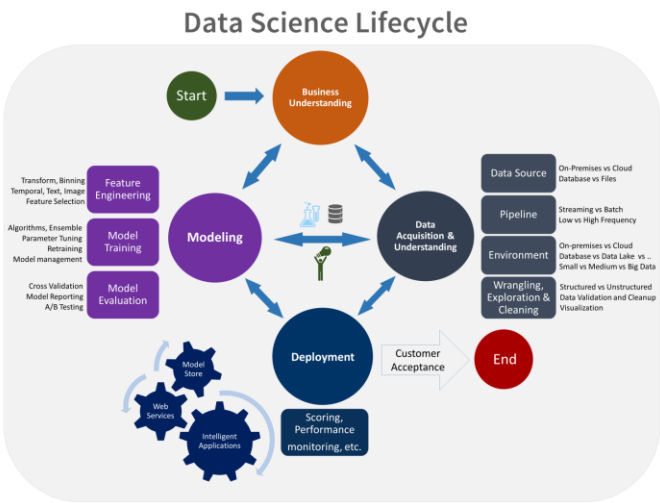 Data Science Lifecycle
Start
Business
Understanding
Transform, Binning
Temporal, Text, Image
Feature Selection
Feature
Engineering
Algorithms, Ensemble
Parameter Tuning
Retraining
Model management
Model
Training
Cross Validation
Model Reporting
A/B Testing
Model
Evaluation
Modeling
Data
Acquisition &
Understanding
Data Source
On-Premises vs Cloud
Database vs Files
Pipeline
Streaming vs Batch
Low vs High Frequency
Environment
On-premises vs Cloud
Database vs Data Lake vs ..
Small vs Medium vs Big Data
Wrangling,
Exploration &
Cleaning
Structured vs Unstructured
Data Validation and Cleanup
Visualization
Deployment
Customer
Acceptance
End
Model
Store
Web
Services
Intelligent
Applications
Scoring,
Performance
monitoring, etc.